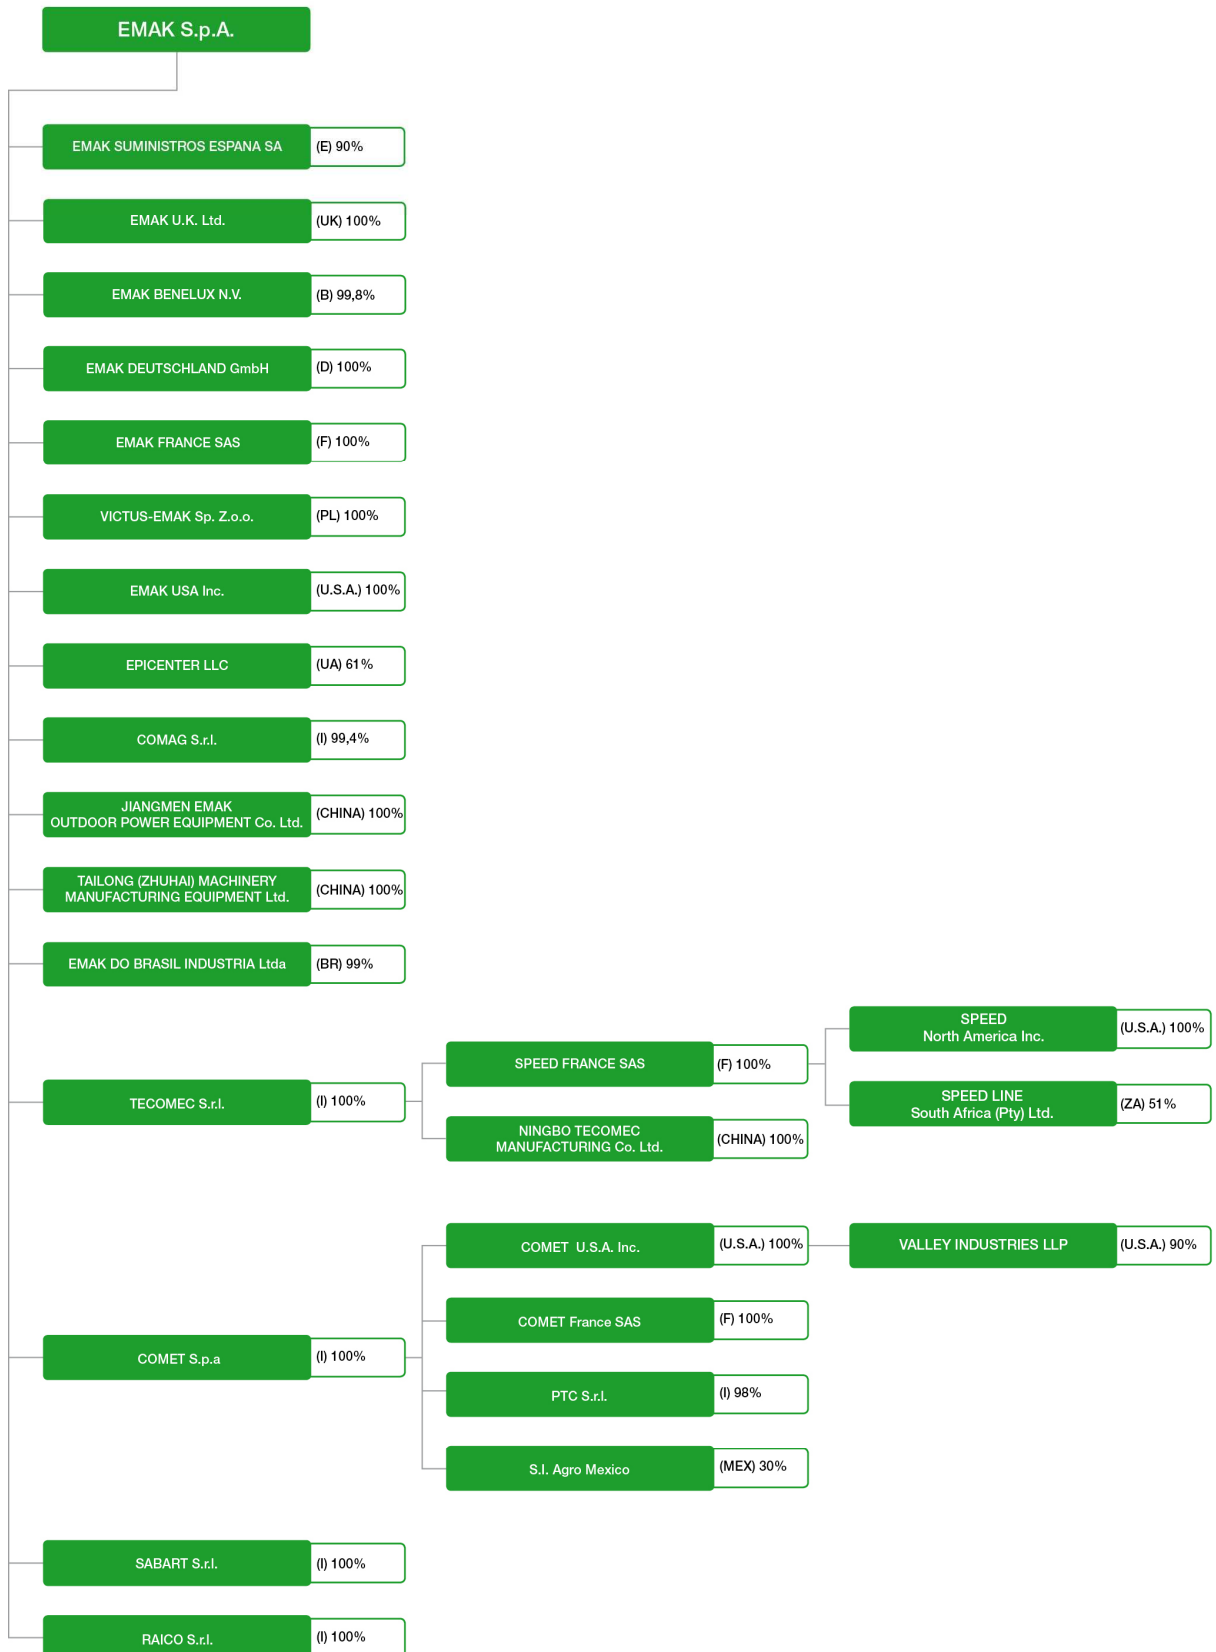 EMAK S.p.A.
EMAK SUMINISTROS ESPANA SA (E) 90%
EMAK U.K. Ltd. (UK) 100%
EMAK BENELUX N.V. (B) 99,8%
EMAK DEUTSCHLAND GmbH (D) 100%
EMAK FRANCE SAS (F) 100%
VICTUS-EMAK Sp. Z.o.o. (PL) 100%
EMAK USA Inc. (U.S.A.) 100%
EPICENTER LLC (UA) 61%
COMAG S.r.l. (I) 99,4%
JIANGMEN EMAK
OUTDOOR POWER EQUIPMENT Co. Ltd. (CHINA) 100%
TAILONG (ZHUHAI) MACHINERY
MANUFACTURING EQUIPMENT Ltd. (CHINA) 100%
EMAK DO BRASIL INDUSTRIA Ltda (BR) 99%
TECOMEC S.r.l. (I) 100%
SPEED FRANCE SAS (F) 100%
SPEED
North America Inc. (U.S.A.) 100%
SPEED LINE
South Africa (Pty) Ltd. (ZA) 51%
NINGBO TECOMEC
MANUFACTURING Co. Ltd. (CHINA) 100%
COMET S.p.a (I) 100%
COMET U.S.A. Inc. (U.S.A.) 100%
VALLEY INDUSTRIES LLP (U.S.A.) 90%
COMET France SAS (F) 100%
PTC S.r.l. (I) 98%
S.I. Agro Mexico (MEX) 30%
SABART S.r.l. (I) 100%
RAICO S.r.l. (I) 100%